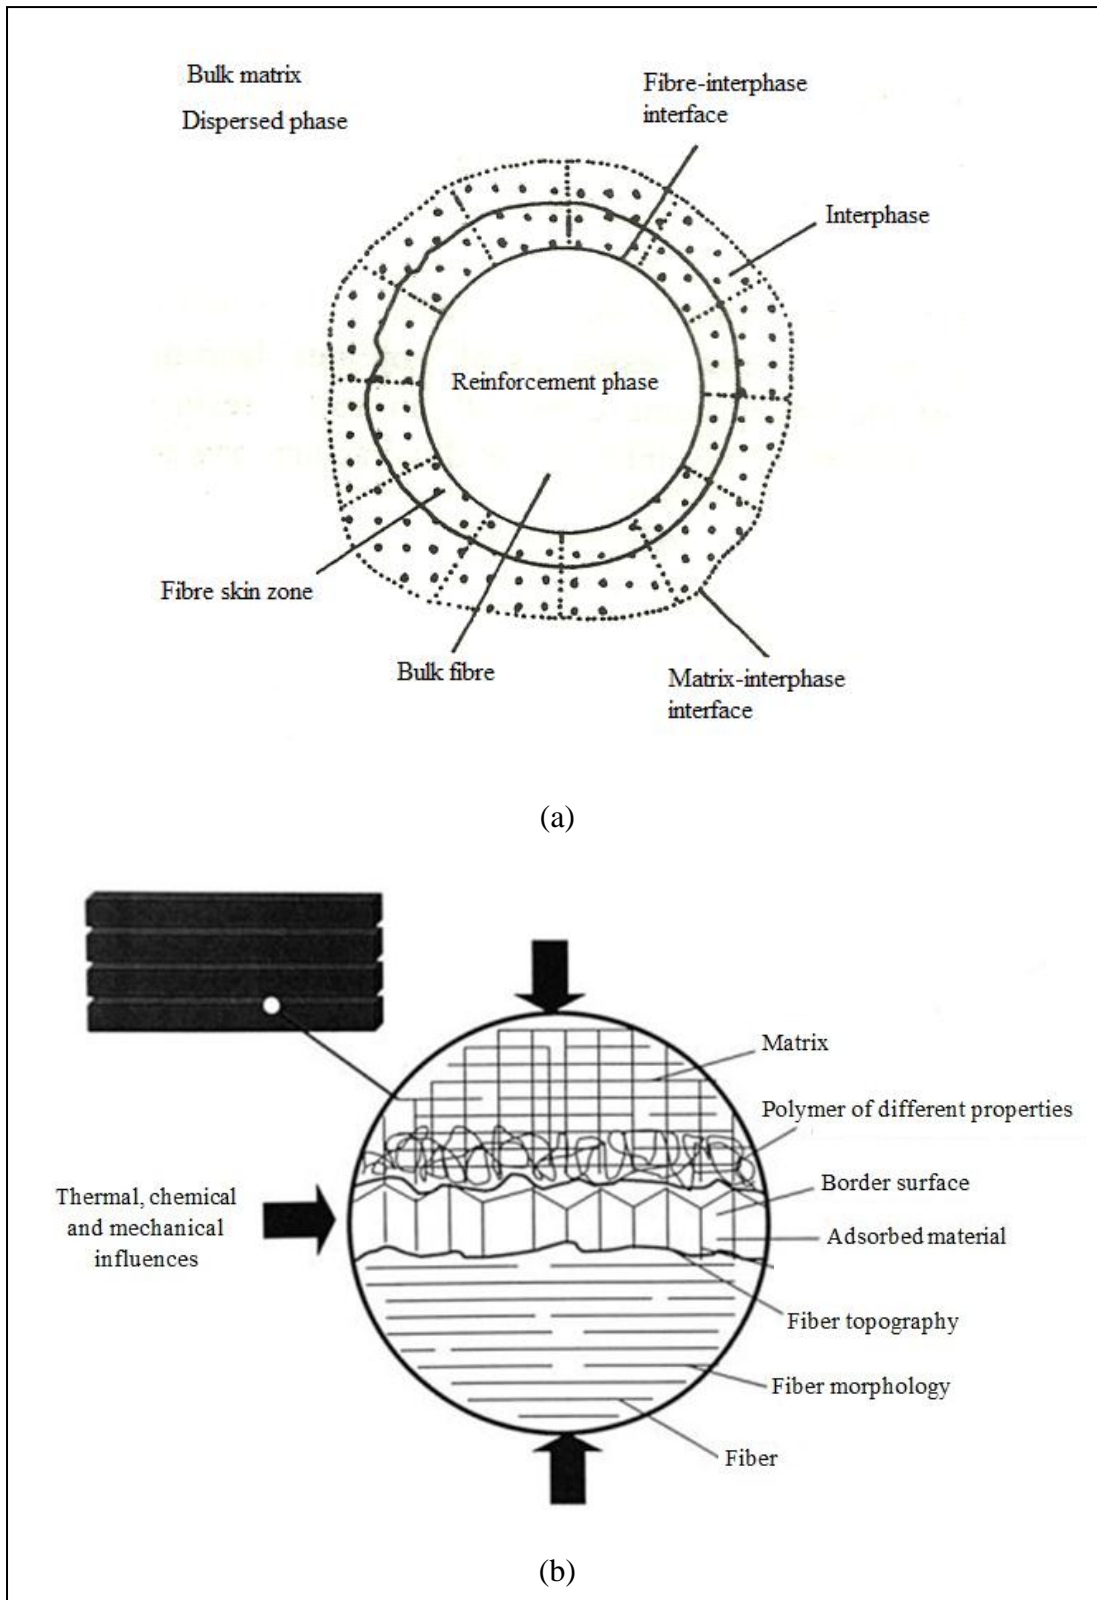 Bulk matrix
Dispersed phase
Fibre-interphase
interface
Interphase
Reinforcement phase
Fibre skin zone
Bulk fibre
Matrix-interphase
interface
(a)
Matrix
Polymer of different properties
Thermal, chemical
and mechanical
influences
Border surface
Adsorbed material
Fiber topography
Fiber morphology
Fiber
(b)